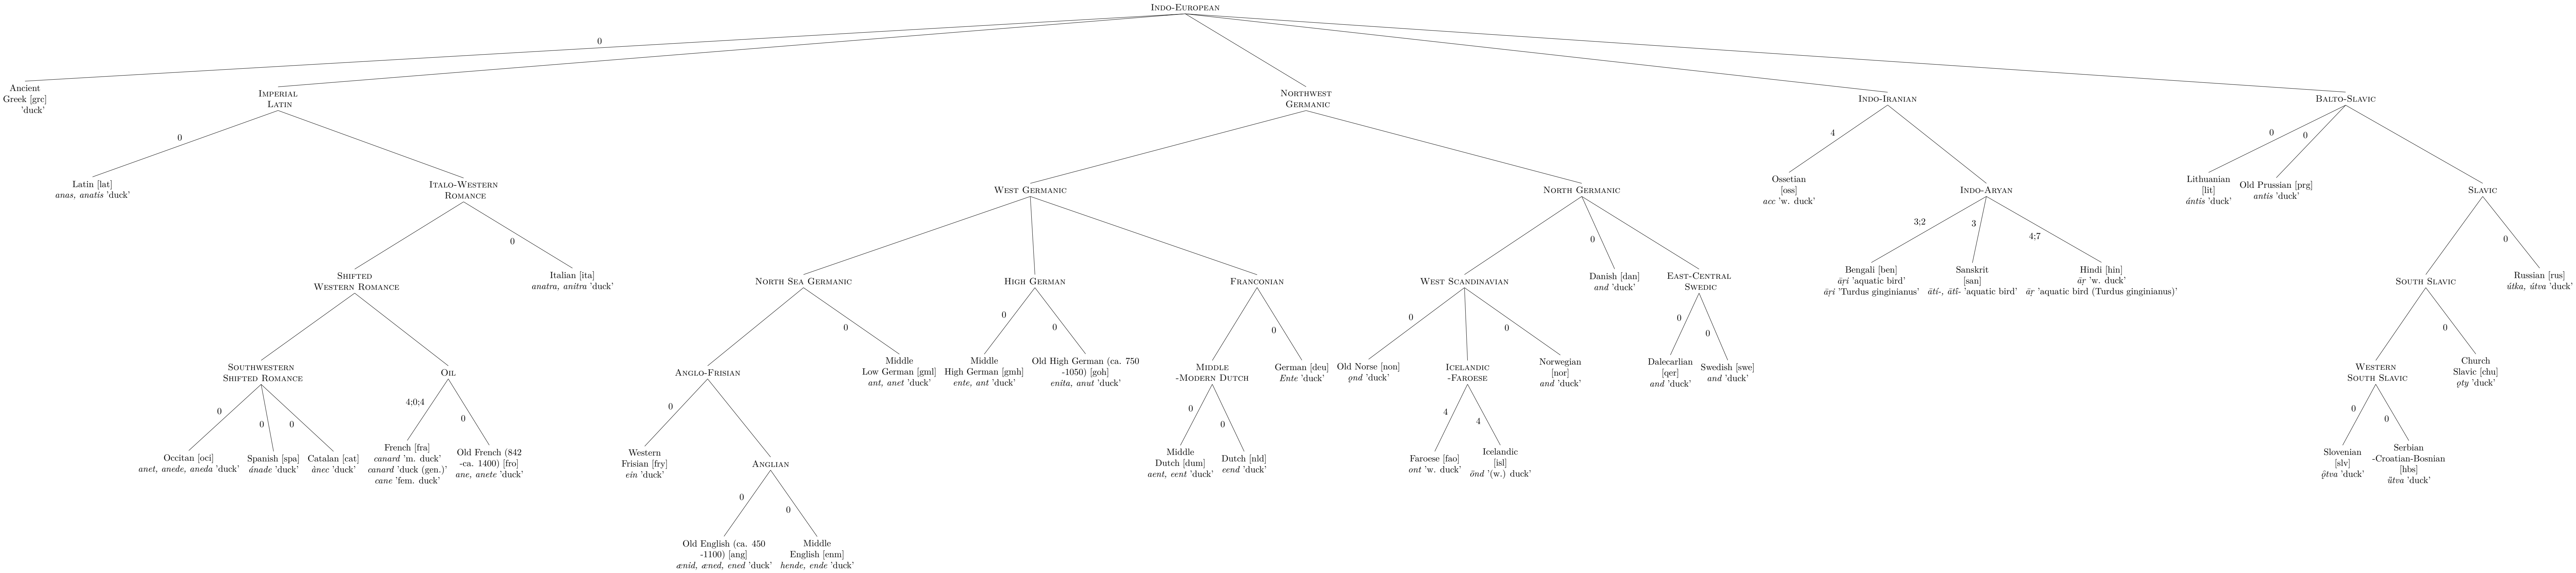 INDO-EUROPEAN
0
Ancient
Greek [grc]
'duck'
IMPERIAL
LATIN
NORTHWEST
GERMANIC
INDO-IRANIAN
BALTO-SLAVIC
0
4
0
0
Latin [lat]
anas, anatis 'duck'
ITALO-WESTERN
ROMANCE
WEST GERMANIC
NORTH GERMANIC
Ossetian
[oss]
acc 'w. duck'
INDO-ARYAN
Lithuanian
[lit]
ántis 'duck'
Old Prussian [prg]
antis 'duck'
SLAVIC
0
0
3;2
3
4;7
0
SHIFTED
WESTERN ROMANCE
Italian [ita]
anatra, anitra 'duck'
NORTH SEA GERMANIC
HIGH GERMAN
FRANCONIAN
WEST SCANDINAVIAN
Danish [dan]
and 'duck'
EAST-CENTRAL
SWEDIC
Bengali [ben]
āṛi 'aquatic bird'
āṛi 'Turdus ginginianus'
Sanskrit
[san]
ātí-, ātī- 'aquatic bird'
Hindi [hin]
āṛ 'w. duck'
āṛ 'aquatic bird (Turdus ginginianus)'
SOUTH SLAVIC
Russian [rus]
útka, útva 'duck'
0
0
0
0
0
0
0
0
0
SOUTHWESTERN
SHIFTED ROMANCE
OIL
ANGLO-FRISIAN
Middle
Low German [gml]
ant, anet 'duck'
Middle
High German [gmh]
ente, ant 'duck'
Old High German (ca. 750
-1050) [goh]
enita, anut 'duck'
MIDDLE
-MODERN DUTCH
German [deu]
Ente 'duck'
Old Norse [non]
ǫnd 'duck'
ICELANDIC
-FAROESE
Norwegian
[nor]
and 'duck'
Dalecarlian
[qer]
and 'duck'
Swedish [swe]
and 'duck'
WESTERN
SOUTH SLAVIC
Church
Slavic [chu]
ǫty 'duck'
0
0
0
4;0;4
0
0
0
0
4
4
0
0
Occitan [oci]
anet, anede, aneda 'duck'
Spanish [spa]
ánade 'duck'
Catalan [cat]
ànec 'duck'
French [fra]
canard 'm. duck'
canard 'duck (gen.)'
cane 'fem. duck'
Old French (842
-ca. 1400) [fro]
ane, anete 'duck'
Western
Frisian [fry]
ein 'duck'
ANGLIAN
Middle
Dutch [dum]
aent, eent 'duck'
Dutch [nld]
eend 'duck'
Faroese [fao]
ont 'w. duck'
Icelandic
[isl]
önd '(w.) duck'
Slovenian
[slv]
'duck'
Serbian
-Croatian-Bosnian
[hbs]
ȕtva 'duck'
0
0
Old English (ca. 450
-1100) [ang]
ænid, æned, ened 'duck'
Middle
English [enm]
hende, ende 'duck'